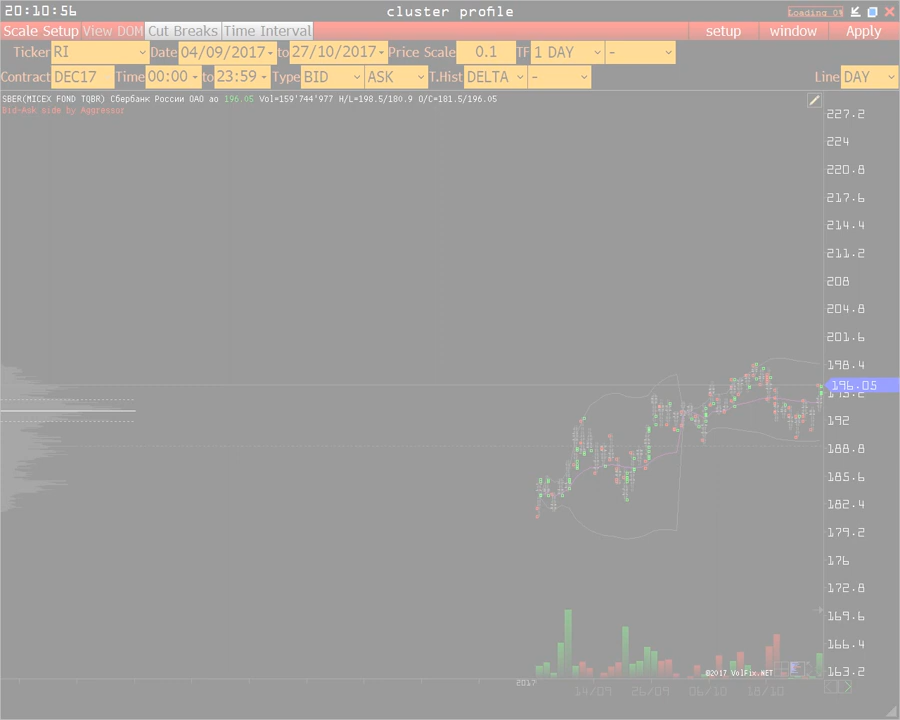 20:10:56 cluster profile Loading 0%
Scale Setup View DOM Cut Breaks Time Interval setup window Apply
Ticker RI Date 04/09/2017 to 27/10/2017 Price Scale 0.1 TF 1 DAY -
Contract DEC17 Time 00:00 to 23:59 Type BID ASK T.Hist DELTA - Line DAY
SBER(MICEX FOND TQBR) Сбербанк России ОАО ао 196.05 Vol=159'744'977 H/L=198.5/180.9 O/C=181.5/196.05
Bid-Ask side by Aggressor
227.2
224
220.8
217.6
214.4
211.2
208
204.8
201.6
198.4
196.05
195.2
192
188.8
185.6
182.4
179.2
176
172.8
169.6
166.4
163.2
©2017 VolFix.NET
2017 14/09 26/09 06/10 18/10